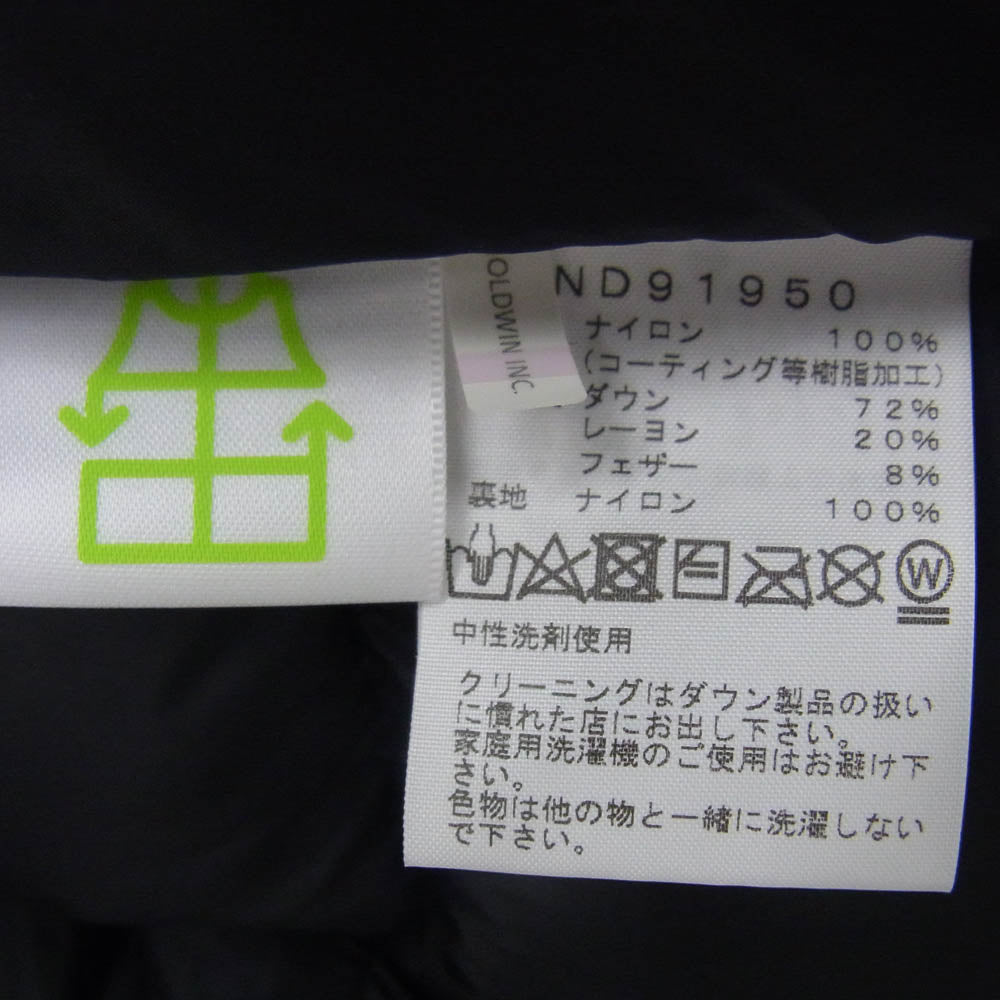 OLDWIN INC.
ND91950
ナイロン 100%
(コーティング等樹脂加工)
ダウン 72%
レーヨン 20%
フェザー 8%
裏地 ナイロン 100%
W
中性洗剤使用
クリーニングはダウン製品の扱い
に慣れた店にお出し下さい。
家庭用洗濯機のご使用はお避け下
さい。
色物は他の物と一緒に洗濯しない
で下さい。